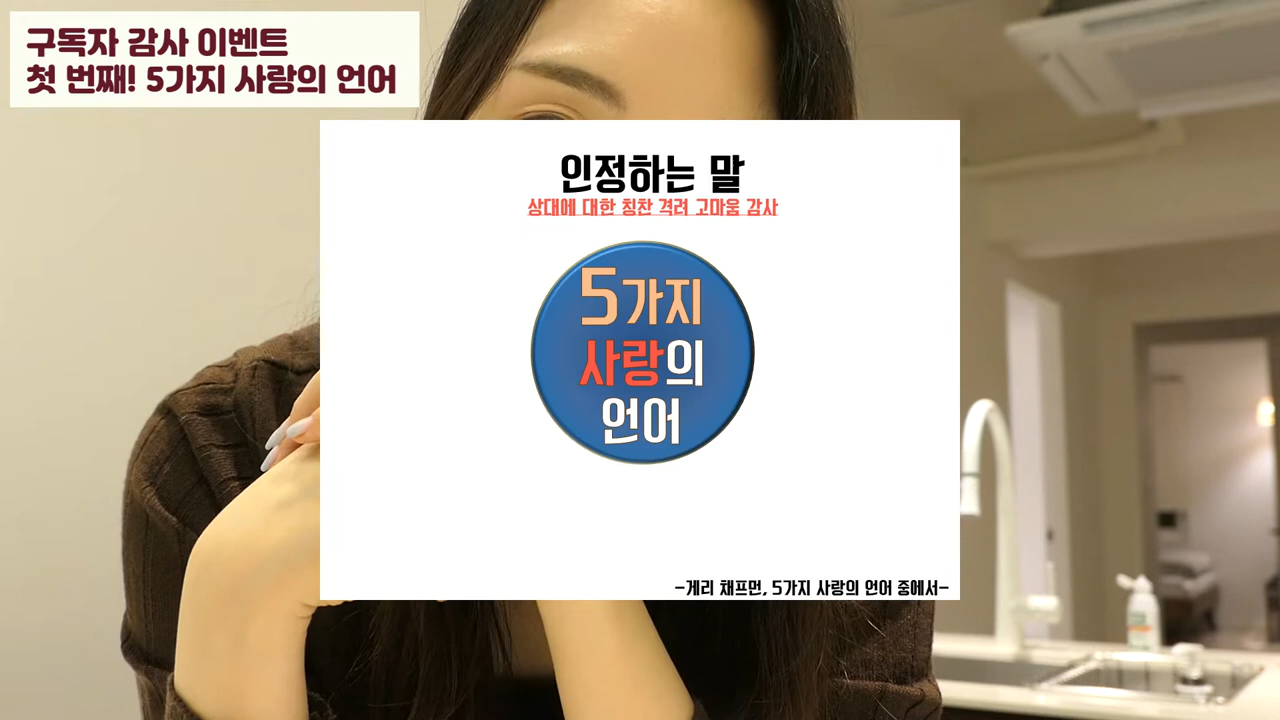 구독자 감사 이벤트
첫 번째! 5가지 사랑의 언어
인정하는 말
상대에 대한 칭찬 격려 고마움 감사
5가지
사랑의
언어
-게리 채프먼, 5가지 사랑의 언어 중에서-